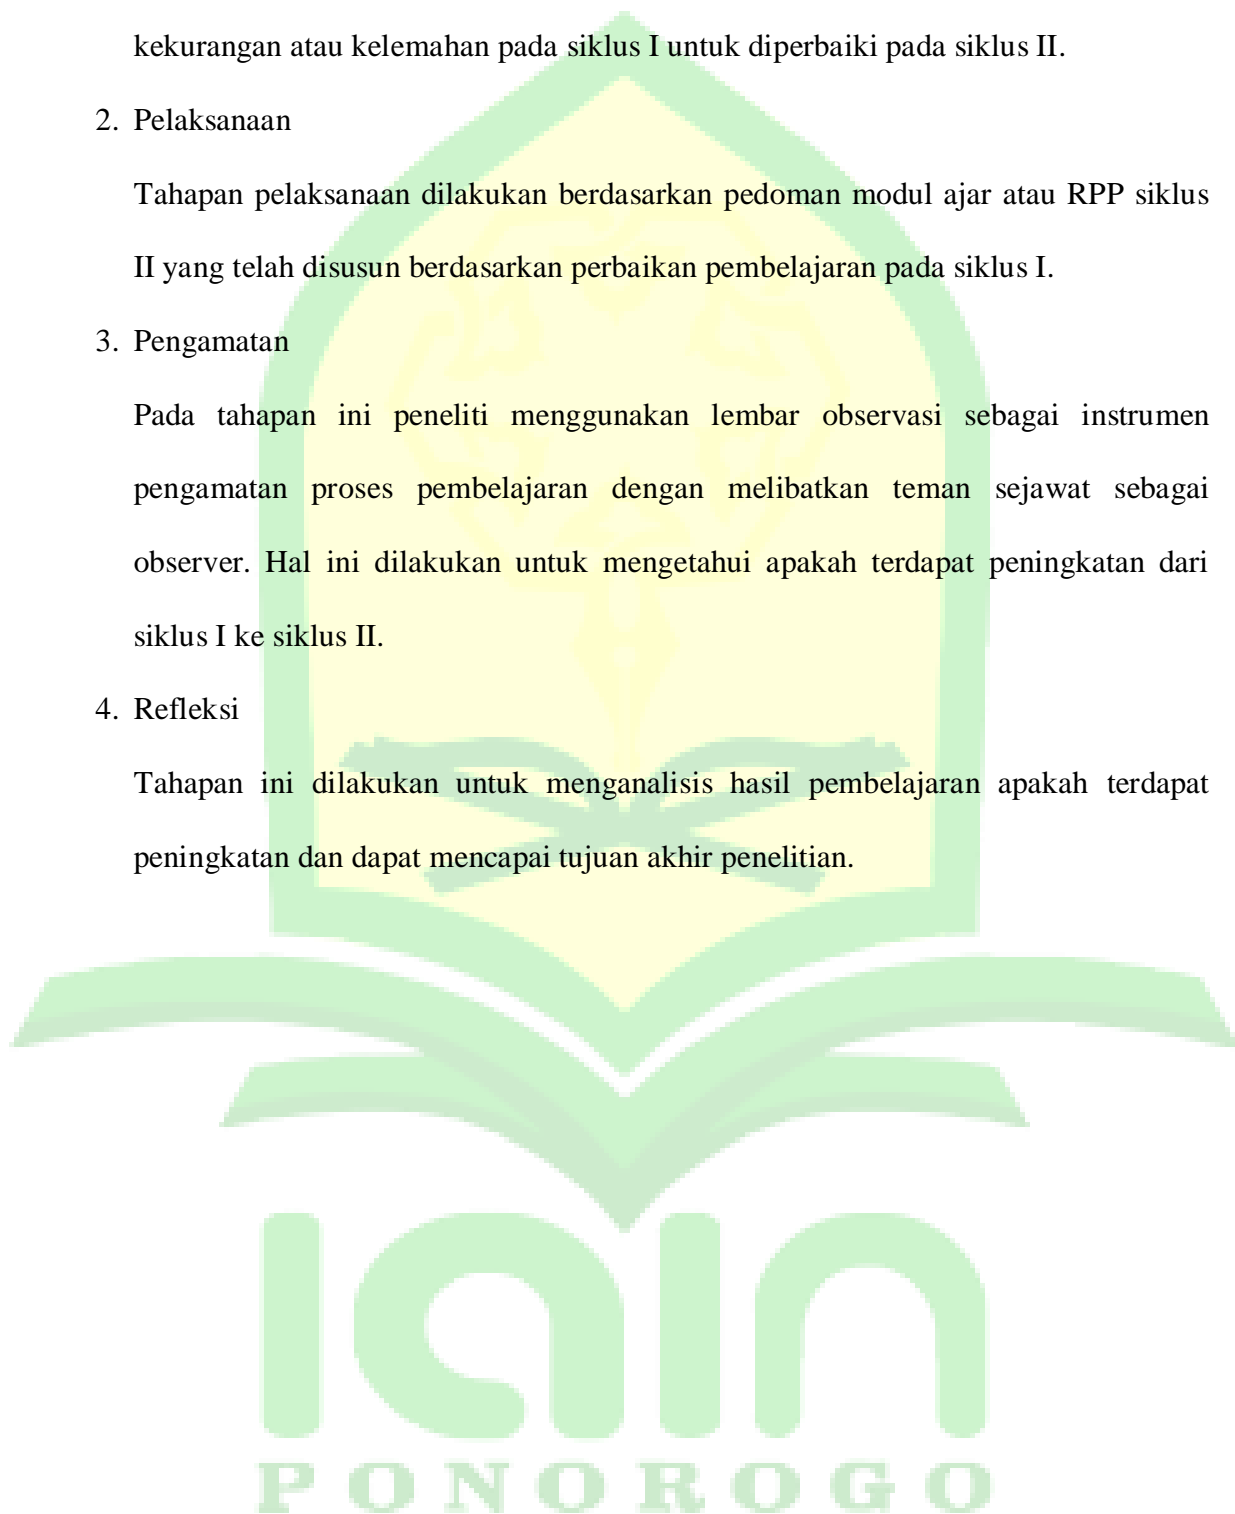 kekurangan atau kelemahan pada siklus I untuk diperbaiki pada siklus II.
2. Pelaksanaan
Tahapan pelaksanaan dilakukan berdasarkan pedoman modul ajar atau RPP siklus
II yang telah disusun berdasarkan perbaikan pembelajaran pada siklus I.
3. Pengamatan
Pada tahapan ini peneliti menggunakan lembar observasi sebagai instrumen
pengamatan proses pembelajaran dengan melibatkan teman sejawat sebagai
observer. Hal ini dilakukan untuk mengetahui apakah terdapat peningkatan dari
siklus I ke siklus II.
4. Refleksi
Tahapan ini dilakukan untuk menganalisis hasil pembelajaran apakah terdapat
peningkatan dan dapat mencapai tujuan akhir penelitian.
iain
PONOROGO